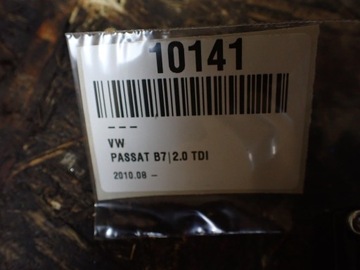 10141
---
VW
PASSAT B7|2.0 TDI
2010.08 -